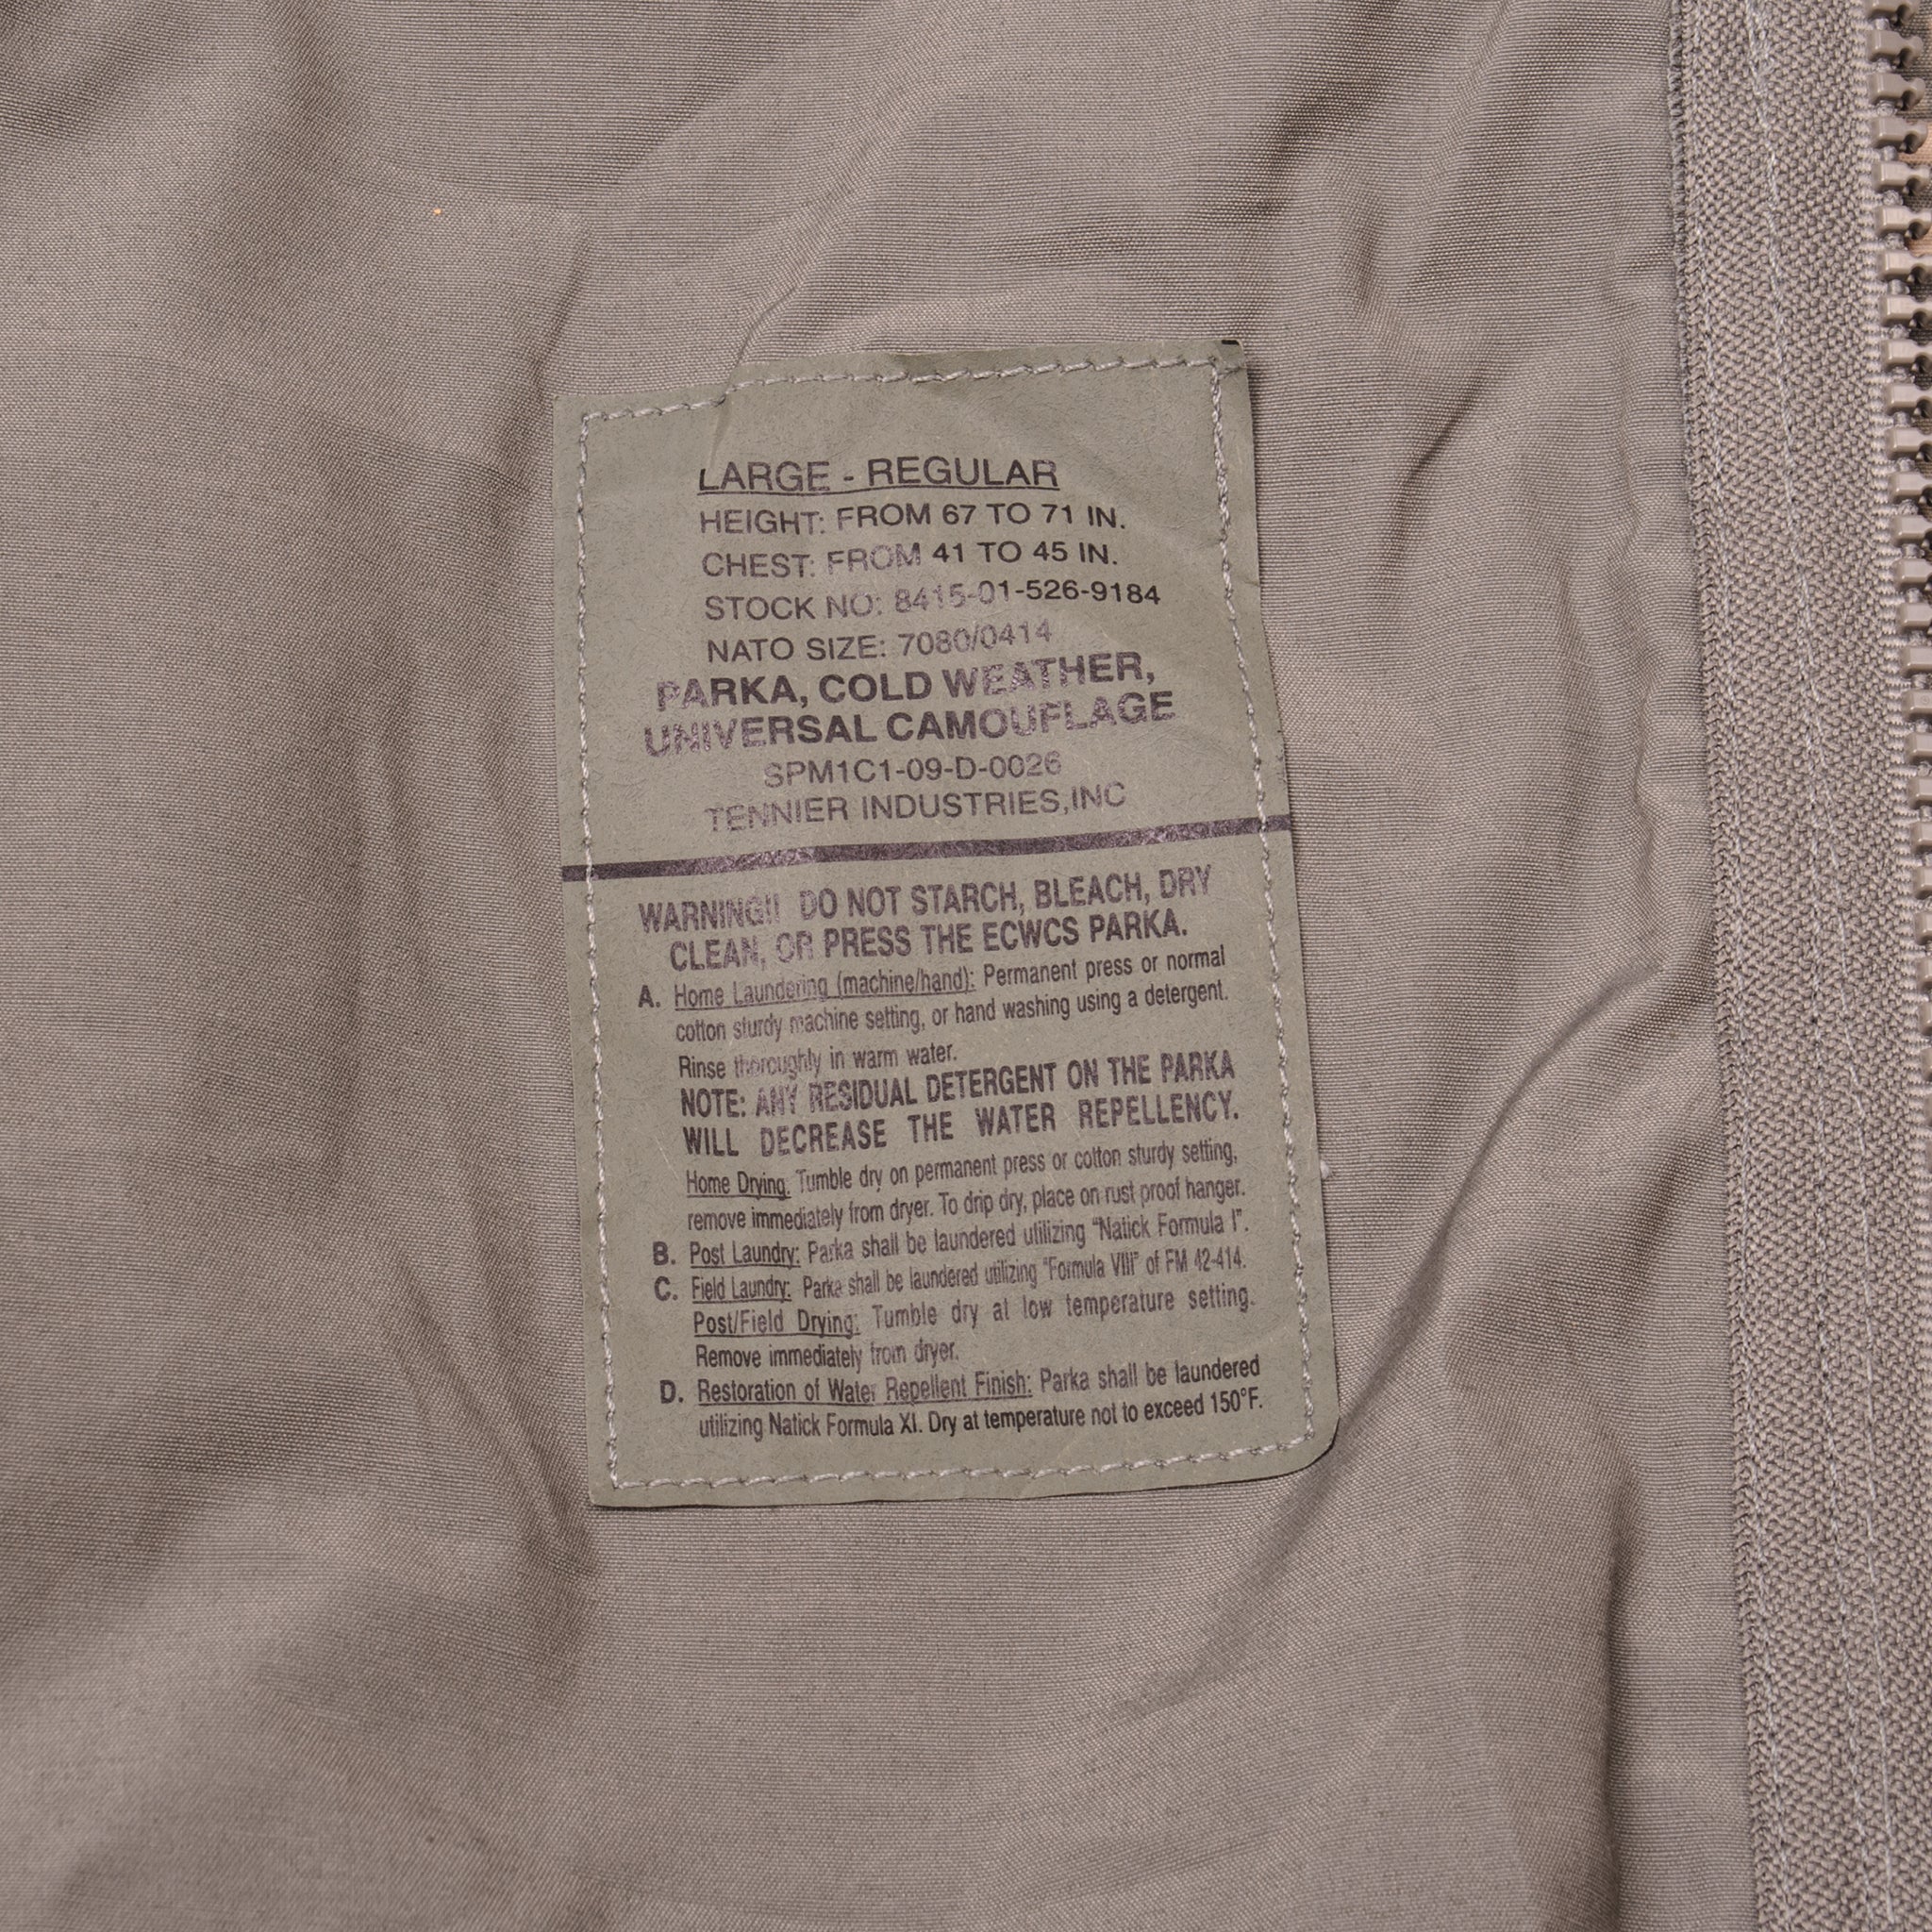 LARGE - REGULAR
HEIGHT: FROM 67 TO 71 IN.
CHEST: FROM 41 TO 45 IN.
STOCK NO: 8415-01-526-9184
NATO SIZE: 7080/0414
PARKA, COLD WEATHER,
UNIVERSAL CAMOUFLAGE
SPM1C1-09-D-0026
TENNIER INDUSTRIES,INC
WARNING!! DO NOT STARCH, BLEACH, DRY
CLEAN, OR PRESS THE ECWCS PARKA.
A. Home Laundering (machine/hand): Permanent press or normal
cotton sturdy machine setting, or hand washing using a detergent.
Rinse thoroughly in warm water.
NOTE: ANY RESIDUAL DETERGENT ON THE PARKA
WILL DECREASE THE WATER REPELLENCY.
Home Drying. Tumble dry on permanent press or cotton sturdy setting,
remove immediately from dryer. To drip dry, place on rust proof hanger.
B. Post Laundry: Parka shall be laundered utilizing "Natick Formula I".
C. Field Laundry: Parka shall be laundered utilizing "Formula VIII" of FM 42-414.
Post/Field Drying: Tumble dry at low temperature setting.
Remove immediately from dryer.
D. Restoration of Water Repellent Finish: Parka shall be laundered
utilizing Natick Formula XI. Dry at temperature not to exceed 150°F.